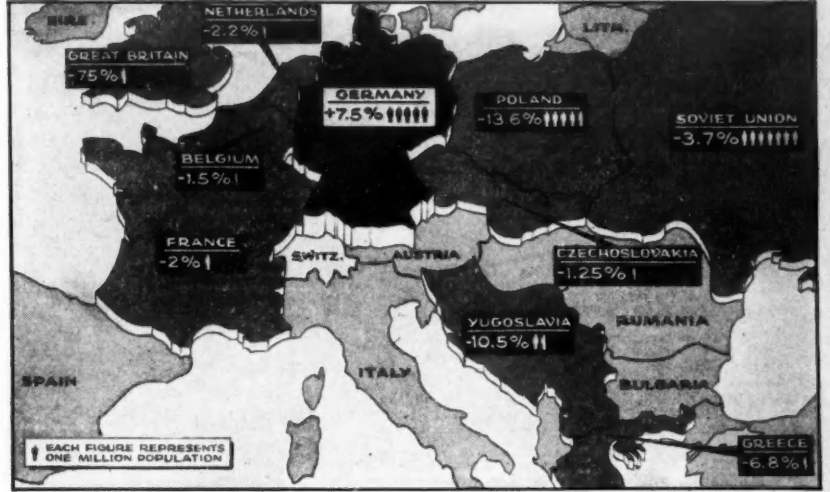 EIRE
NETHERLANDS
-2.2%
LITH.
GREAT BRITAIN
-75%
GERMANY
+7.5%
POLAND
-13.6%
SOVIET UNION
-3.7%
BELGIUM
-1.5%
FRANCE
-2%
SWITZ.
AUSTRIA
CZECHOSLOVAKIA
-1.25%
YUGOSLAVIA
-10.5%
RUMANIA
SPAIN
ITALY
BULGARIA
EACH FIGURE REPRESENTS
ONE MILLION POPULATION
GREECE
-6.8%